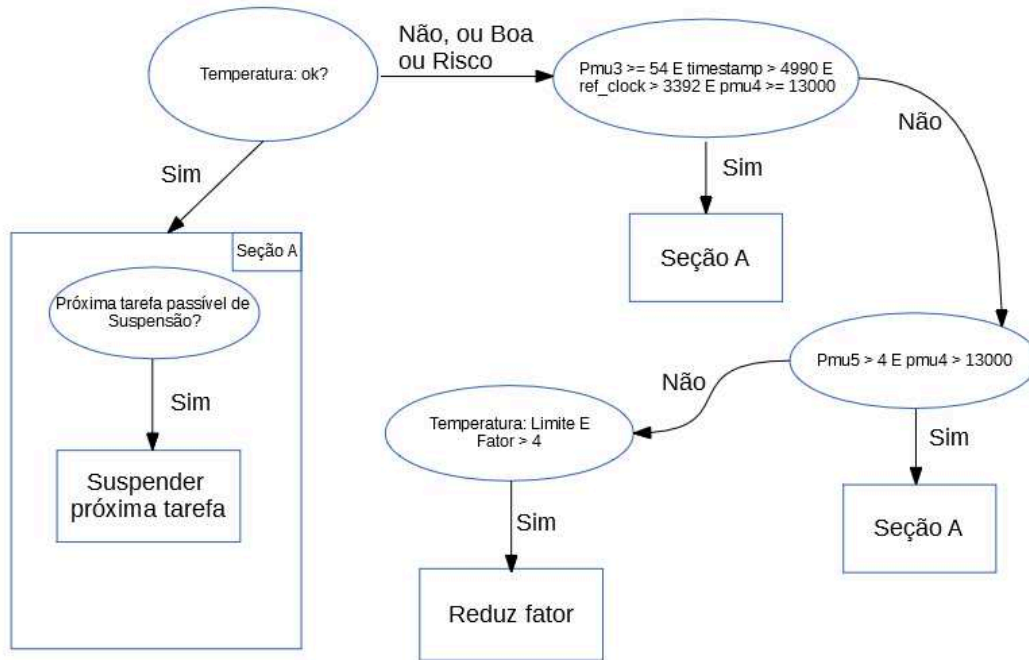 Temperatura: ok?
Não, ou Boa
ou Risco
Pmu3 >= 54 E timestamp > 4990 E
ref_clock > 3392 E pmu4 >= 13000
Não
Sim
Sim
Seção A
Seção A
Próxima tarefa passível de
Suspensão?
Pmu5 > 4 E pmu4 > 13000
Não
Sim
Temperatura: Limite E
Fator > 4
Sim
Suspender
próxima tarefa
Sim
Seção A
Reduz fator